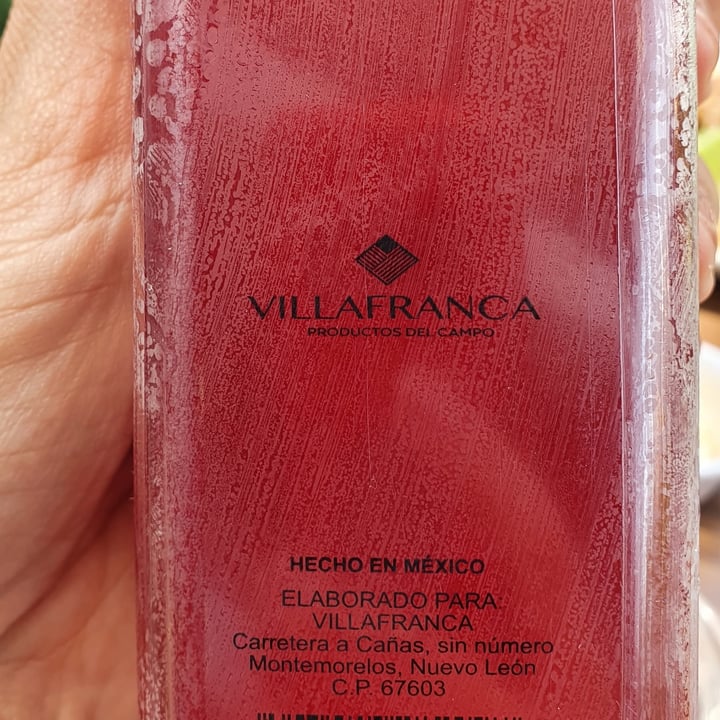 VILLAFRANCA
PRODUCTOS DEL CAMPO
HECHO EN MÉXICO
ELABORADO PARA:
VILLAFRANCA
Carretera a Cañas, sin número
Montemorelos, Nuevo León
C.P. 67603